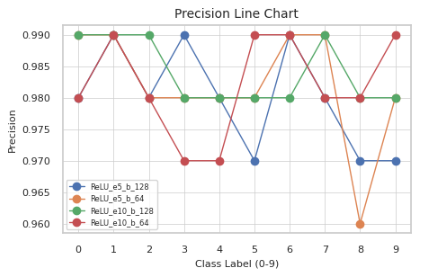 Precision Line Chart
Precision
0.990
0.985
0.980
0.975
0.970
0.965
0.960
ReLU_e5_b_128
ReLU_e5_b_64
ReLU_e10_b_128
ReLU_e10_b_64
0 1 2 3 4 5 6 7 8 9
Class Label (0-9)